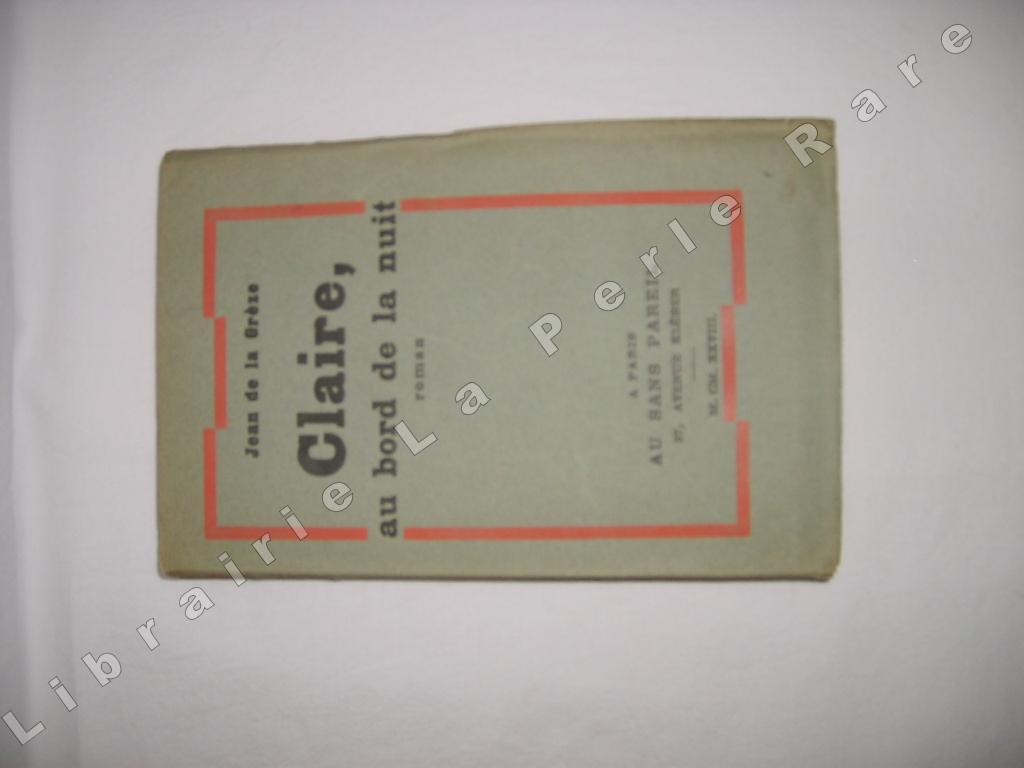 Jean de la Grèze
Claire,
au bord de la nuit
roman
A PARIS
AU SANS PAREIL
37, AVENUE KLÉBER
M. CM. XXVIII.
Librairie La Perle Rare